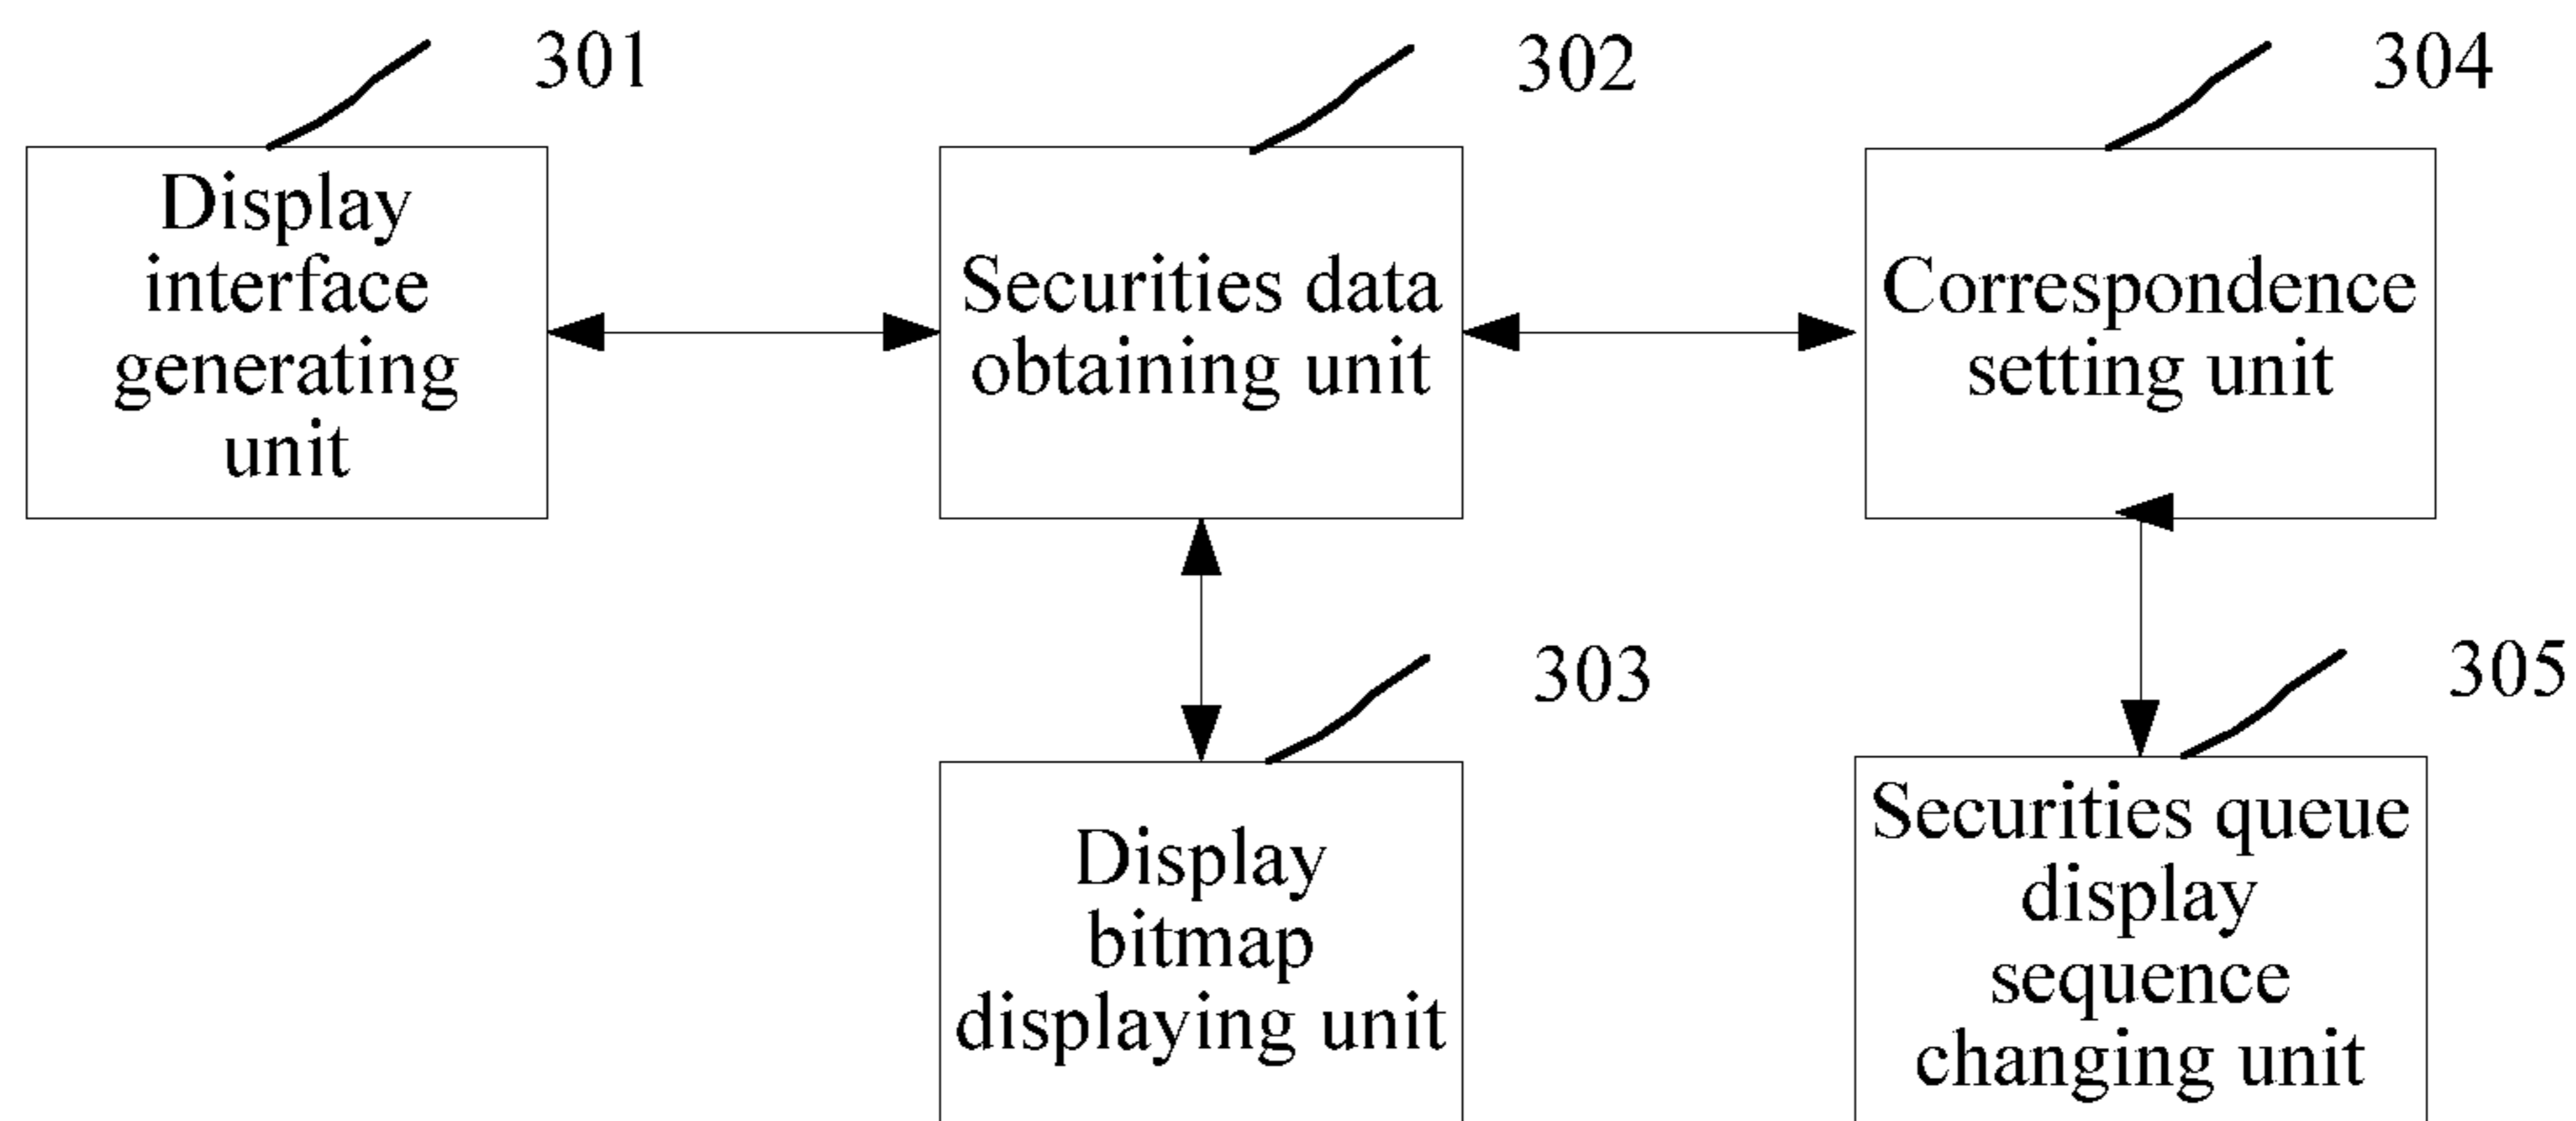 301
302
304
Display
interface
generating
unit
Securities data
obtaining unit
Correspondence
setting unit
303
305
Display
bitmap
displaying unit
Securities queue
display
sequence
changing unit